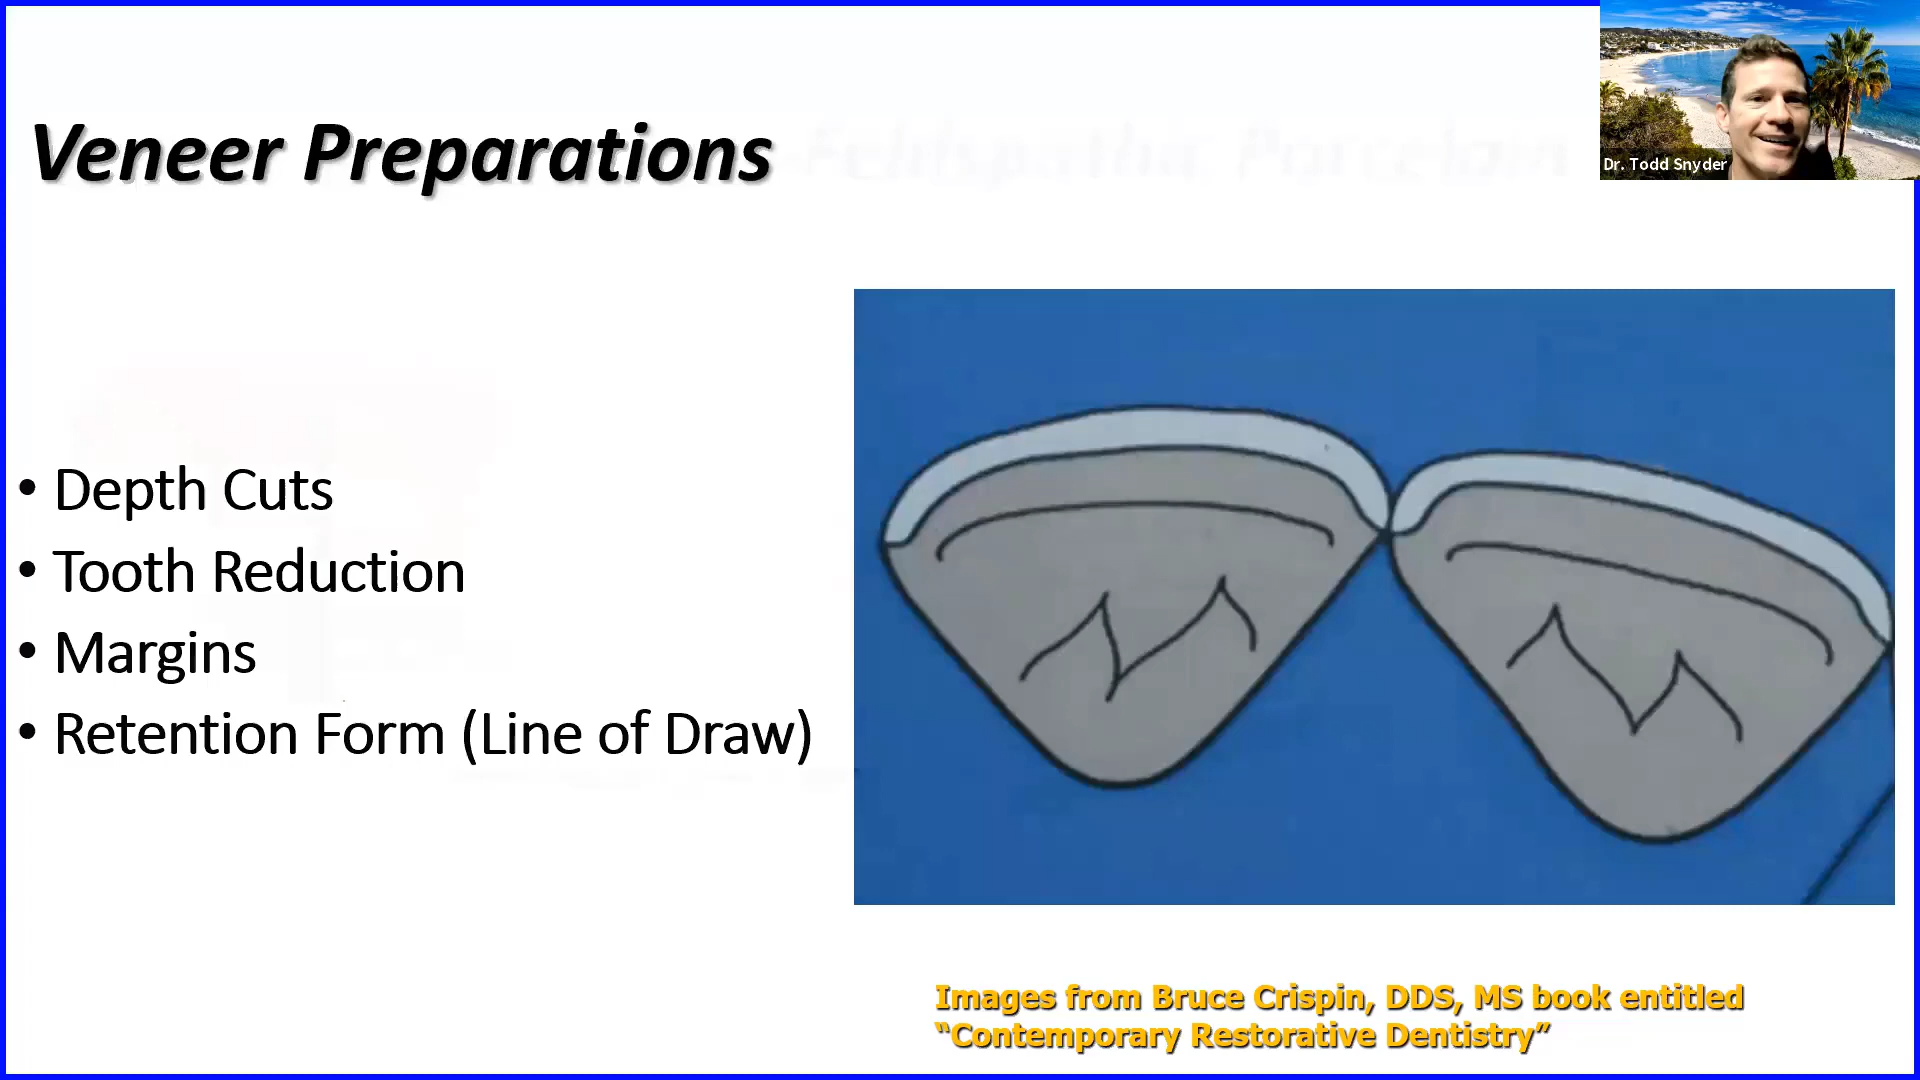 Veneer Preparations
Dr. Todd Snyder
• Depth Cuts
• Tooth Reduction
• Margins
• Retention Form (Line of Draw)
Images from Bruce Crispin, DDS, MS book entitled
“Contemporary Restorative Dentistry”